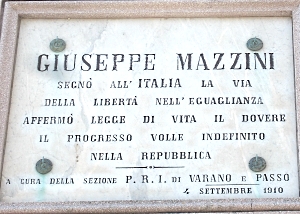 GIUSEPPE MAZZINI
SEGNÒ ALL'ITALIA LA VIA
DELLA LIBERTÀ NELL'EGUAGLIANZA
AFFERMÒ LEGGE DI VITA IL DOVERE
IL PROGRESSO VOLLE INDEFINITO
NELLA REPUBBLICA
A CURA DELLA SEZIONE P. R. I. DI VARANO E PASSO
4 SETTEMBRE 1910